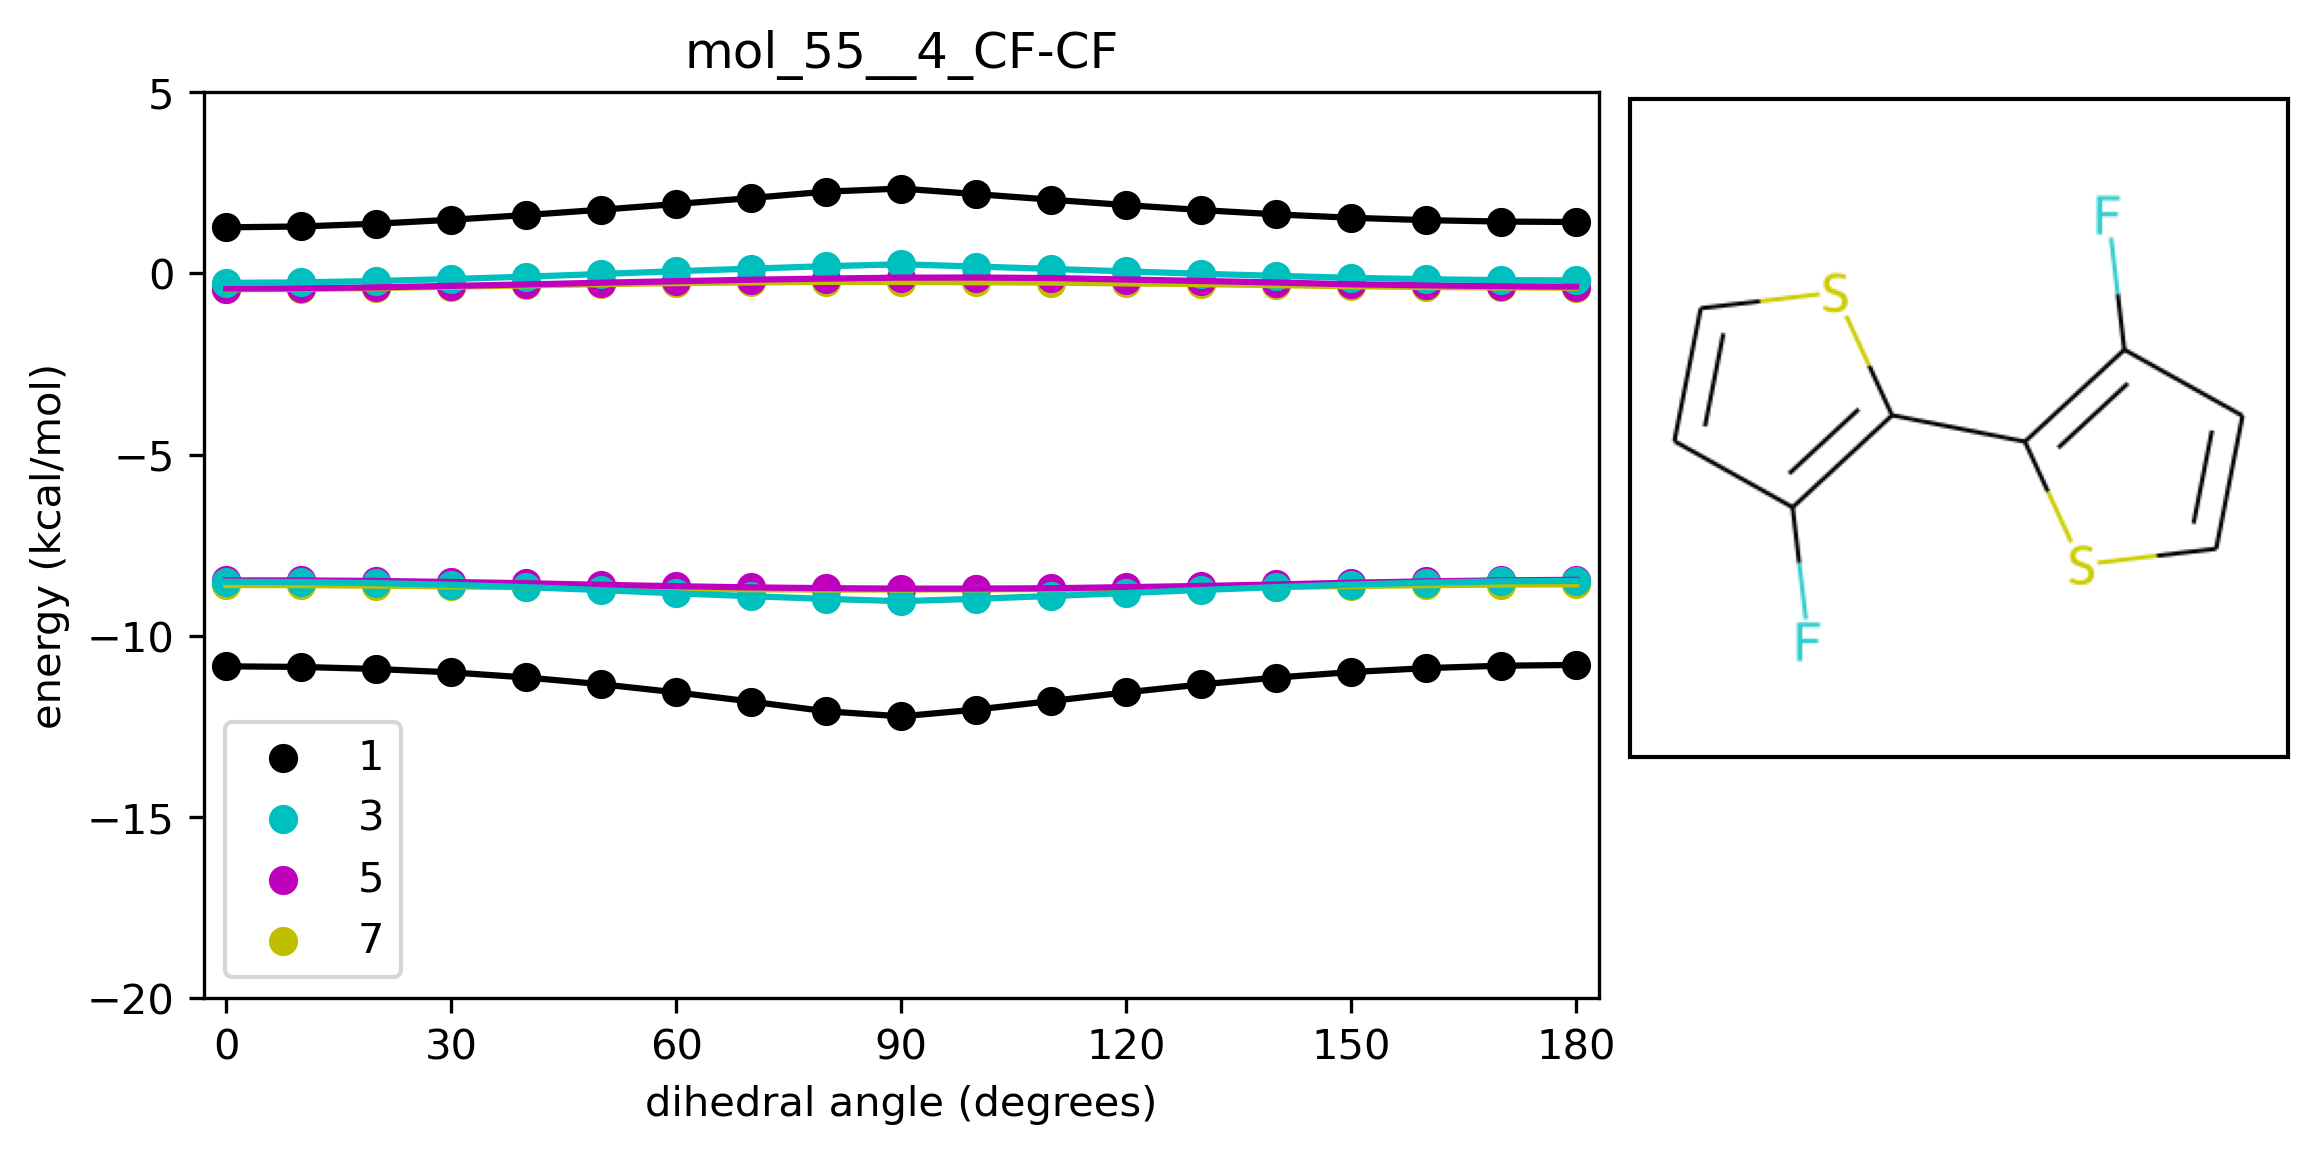 mol_55__4_CF-CF
energy (kcal/mol)
5
0
−5
−10
−15
−20
1
3
5
7
0 30 60 90 120 150 180
dihedral angle (degrees)
F
S
S
F